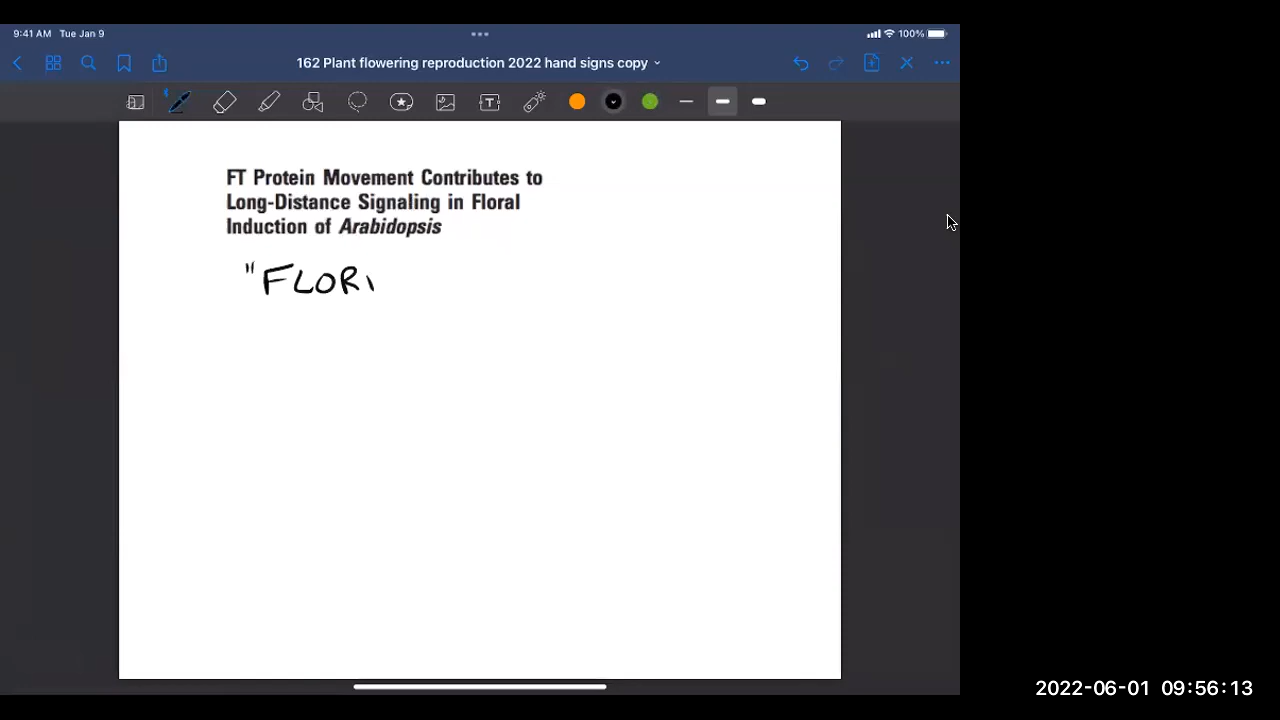 9:41 AM Tue Jan 9
100%
162 Plant flowering reproduction 2022 hand signs copy
FT Protein Movement Contributes to
Long-Distance Signaling in Floral
Induction of Arabidopsis
"FLORI
2022-06-01 09:56:13